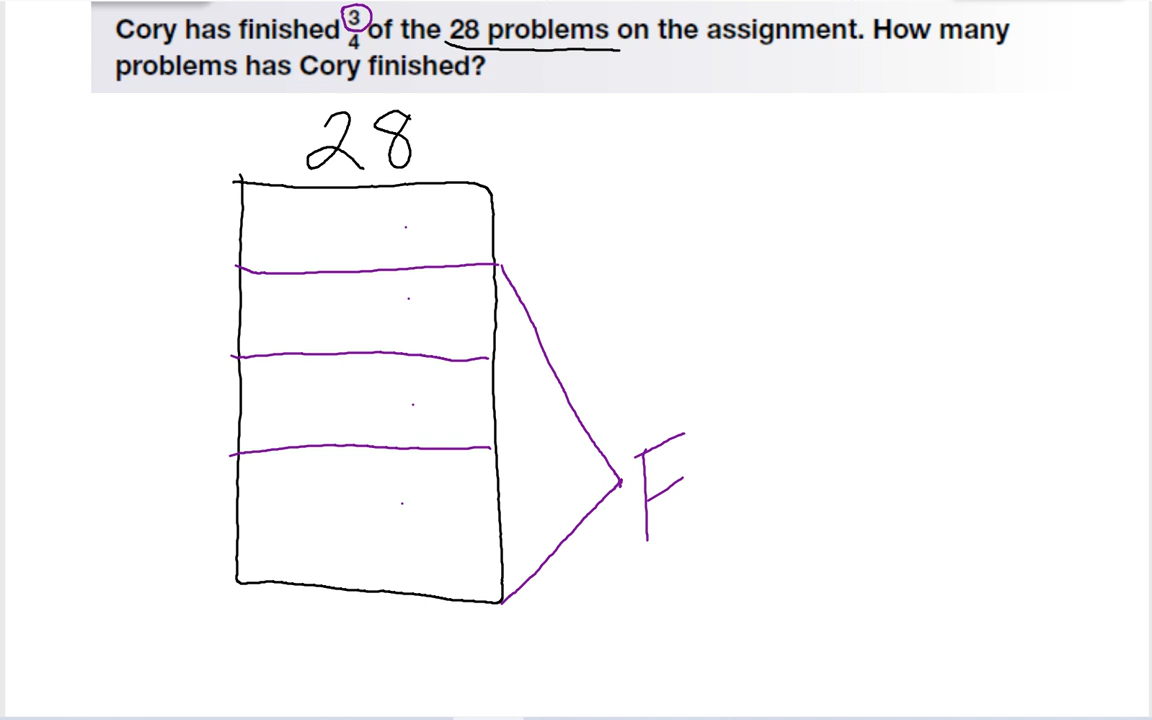 Cory has finished 3/4 of the 28 problems on the assignment. How many
problems has Cory finished?
28
F